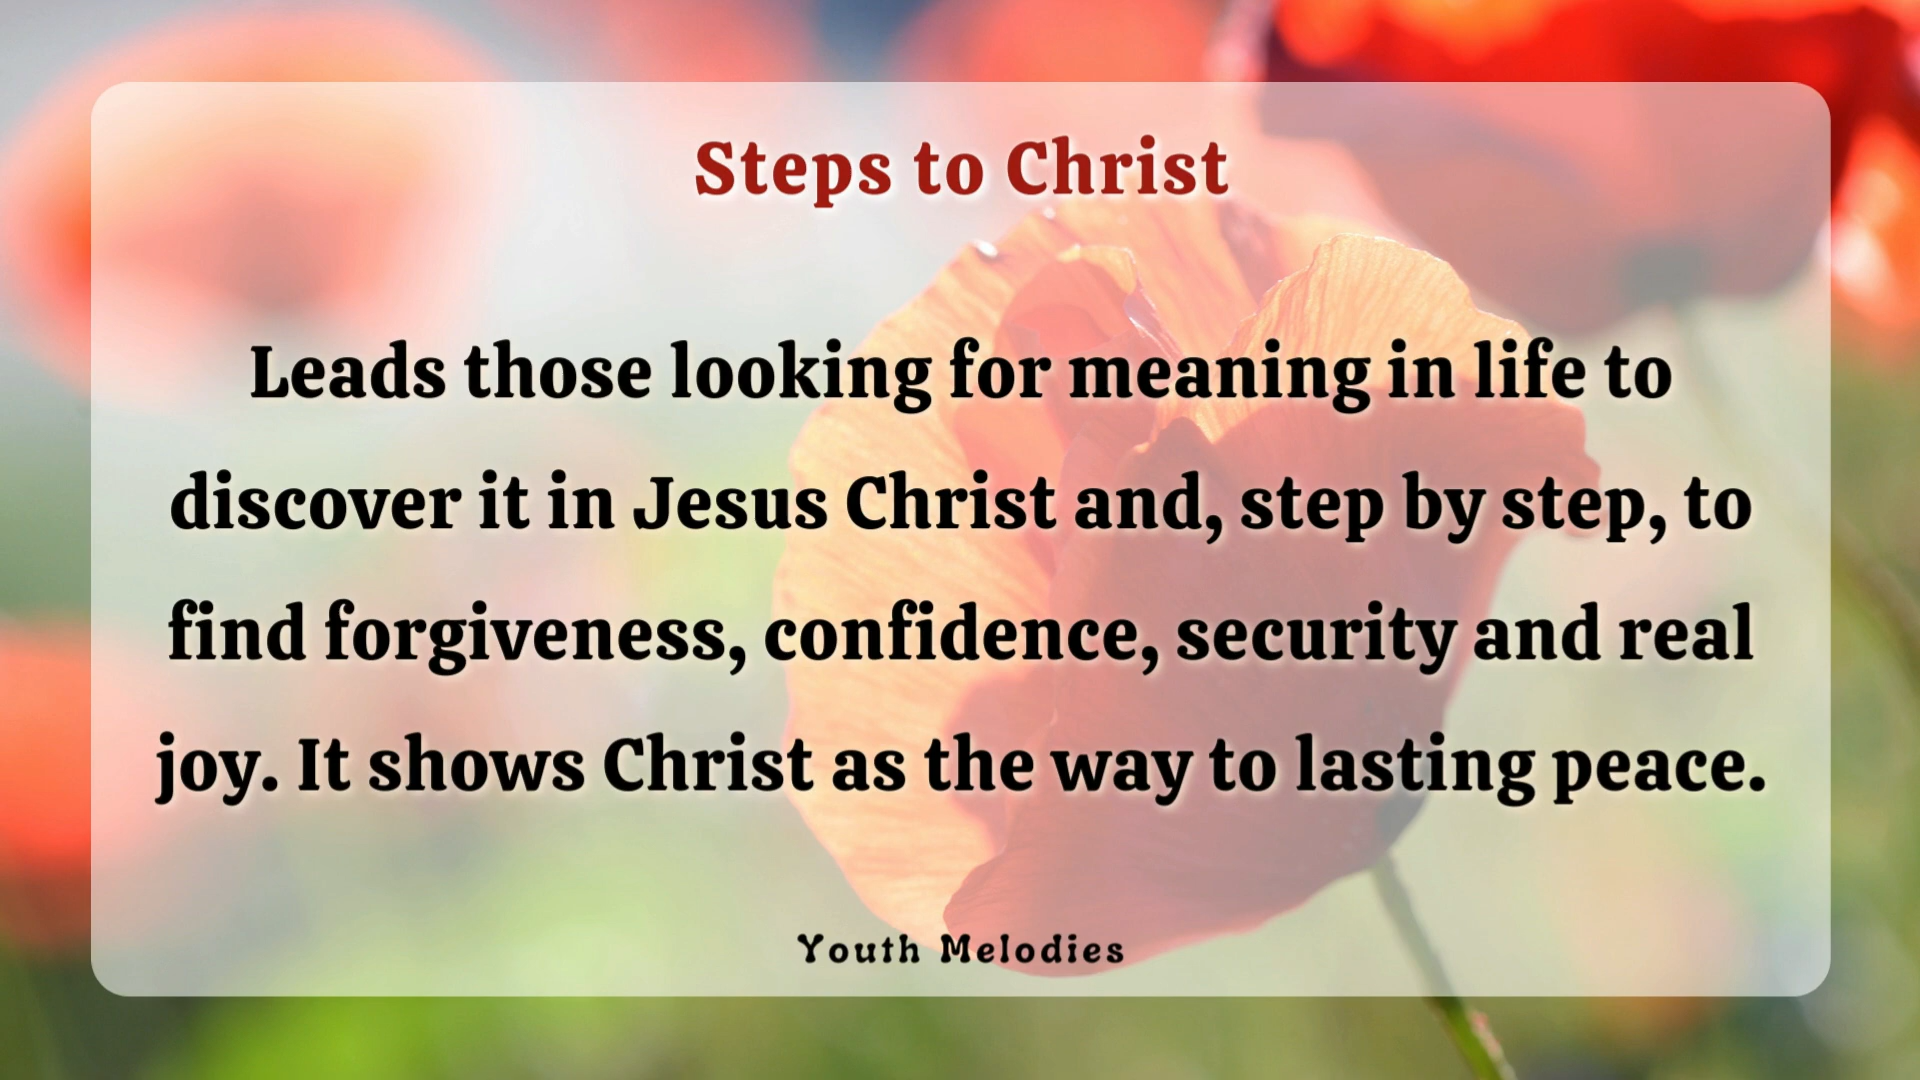 Steps to Christ
Leads those looking for meaning in life to
discover it in Jesus Christ and, step by step, to
find forgiveness, confidence, security and real
joy. It shows Christ as the way to lasting peace.
Youth Melodies